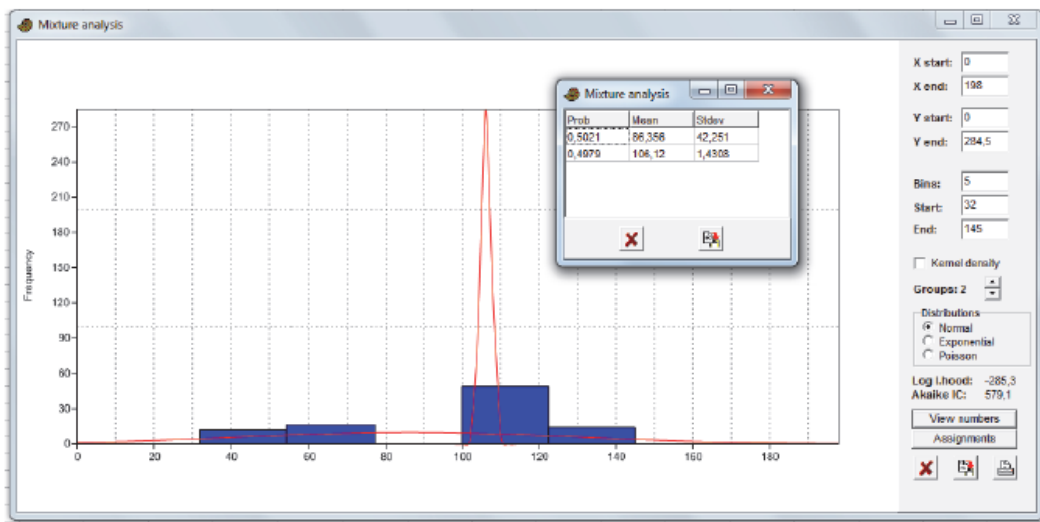 Mixture analysis
X start: 0
X end: 198
Y start: 0
Y end: 284,5
Bins: 5
Start: 32
End: 145
Kernel density
Groups: 2
Distributions
Normal
Exponential
Poisson
Log l.hood: -285,3
Akaike IC: 579,1
View numbers
Assignments
Mixture analysis
Prob Mean Stdev
0,5021 86,356 42,251
0,4979 106,12 1,4308
Frequency
270
240
210
180
150
120
90
60
30
0
0 20 40 60 80 100 120 140 160 180